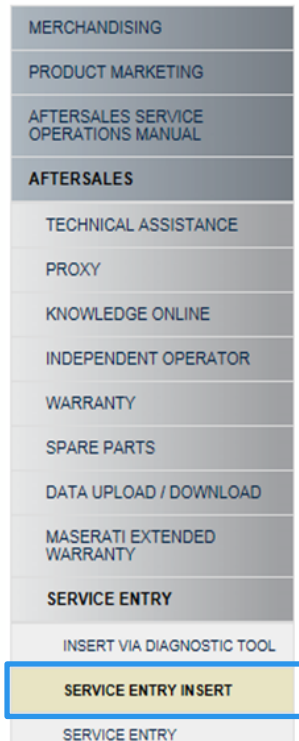 MERCHANDISING
PRODUCT MARKETING
AFTERSALES SERVICE
OPERATIONS MANUAL
AFTERSALES
TECHNICAL ASSISTANCE
PROXY
KNOWLEDGE ONLINE
INDEPENDENT OPERATOR
WARRANTY
SPARE PARTS
DATA UPLOAD / DOWNLOAD
MASERATI EXTENDED
WARRANTY
SERVICE ENTRY
INSERT VIA DIAGNOSTIC TOOL
SERVICE ENTRY INSERT
SERVICE ENTRY